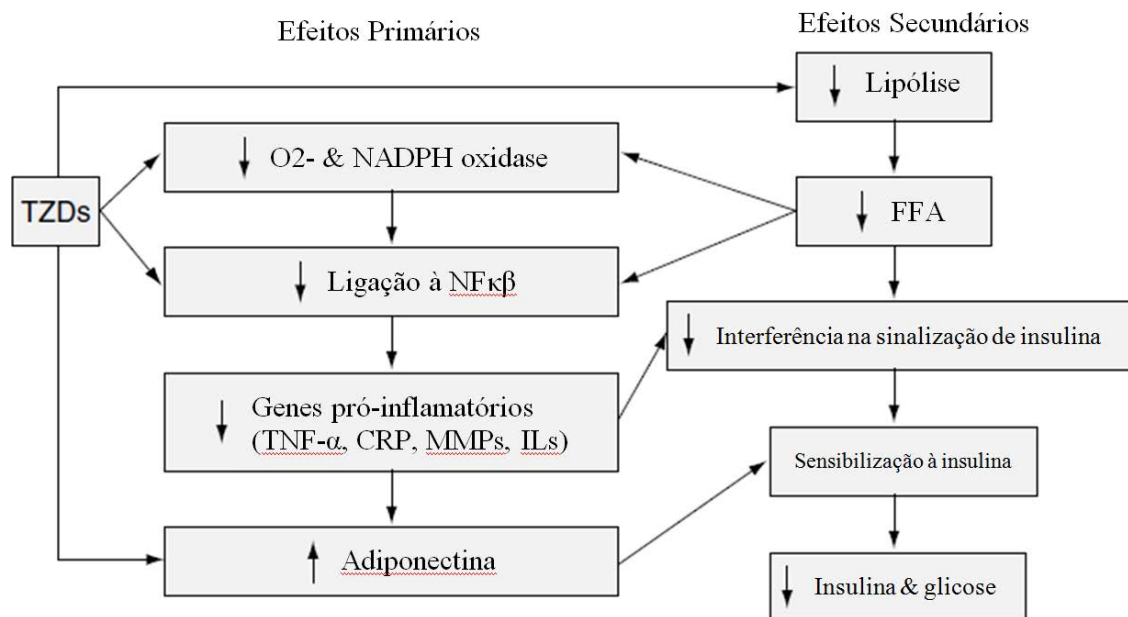 Efeitos Primários
Efeitos Secundários
↓ Lipólise
↓ O2- & NADPH oxidase
TZDs
↓ FFA
↓ Ligação à NFκβ
↓ Interferência na sinalização de insulina
↓ Genes pró-inflamatórios
(TNF-α, CRP, MMPs, ILs)
Sensibilização à insulina
↑ Adiponectina
↓ Insulina & glicose